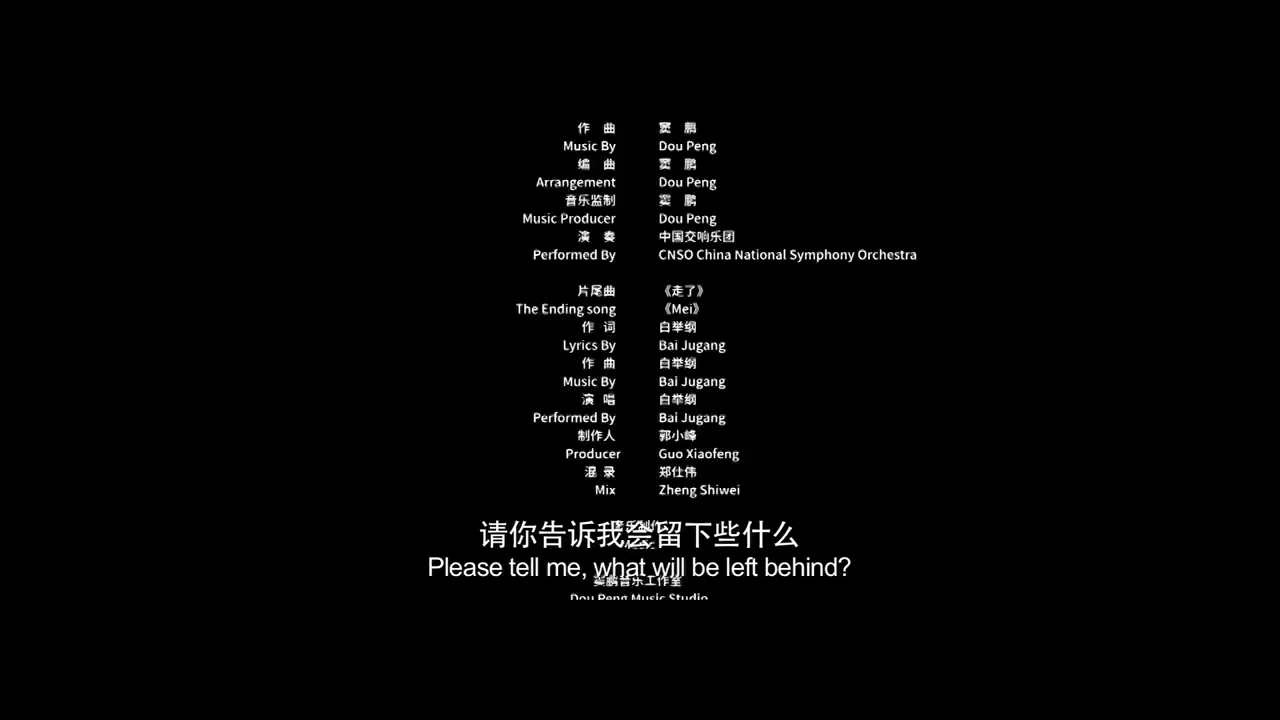 作 曲 窦 鹏
Music By Dou Peng
编 曲 窦 鹏
Arrangement Dou Peng
音乐监制 窦 鹏
Music Producer Dou Peng
演 奏 中国交响乐团
Performed By CNSO China National Symphony Orchestra
片尾曲 《走了》
The Ending song 《Mei》
作 词 白举纲
Lyrics By Bai Jugang
作 曲 白举纲
Music By Bai Jugang
演 唱 白举纲
Performed By Bai Jugang
制作人 郭小峰
Producer Guo Xiaofeng
混 录 郑仕伟
Mix Zheng Shiwei
音乐制作
请你告诉我会留下些什么
Please tell me, what will be left behind?
窦鹏音乐工作室
Dou Peng Music Studio